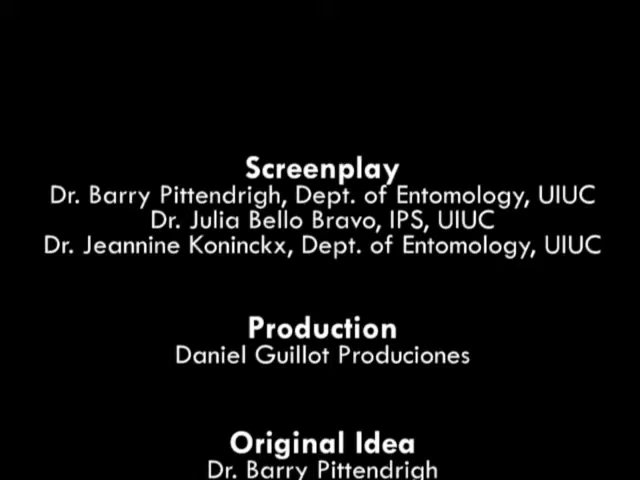 Screenplay
Dr. Barry Pittendrigh, Dept. of Entomology, UIUC
Dr. Julia Bello Bravo, IPS, UIUC
Dr. Jeannine Koninckx, Dept. of Entomology, UIUC
Production
Daniel Guillot Produciones
Original Idea
Dr. Barry Pittendrigh